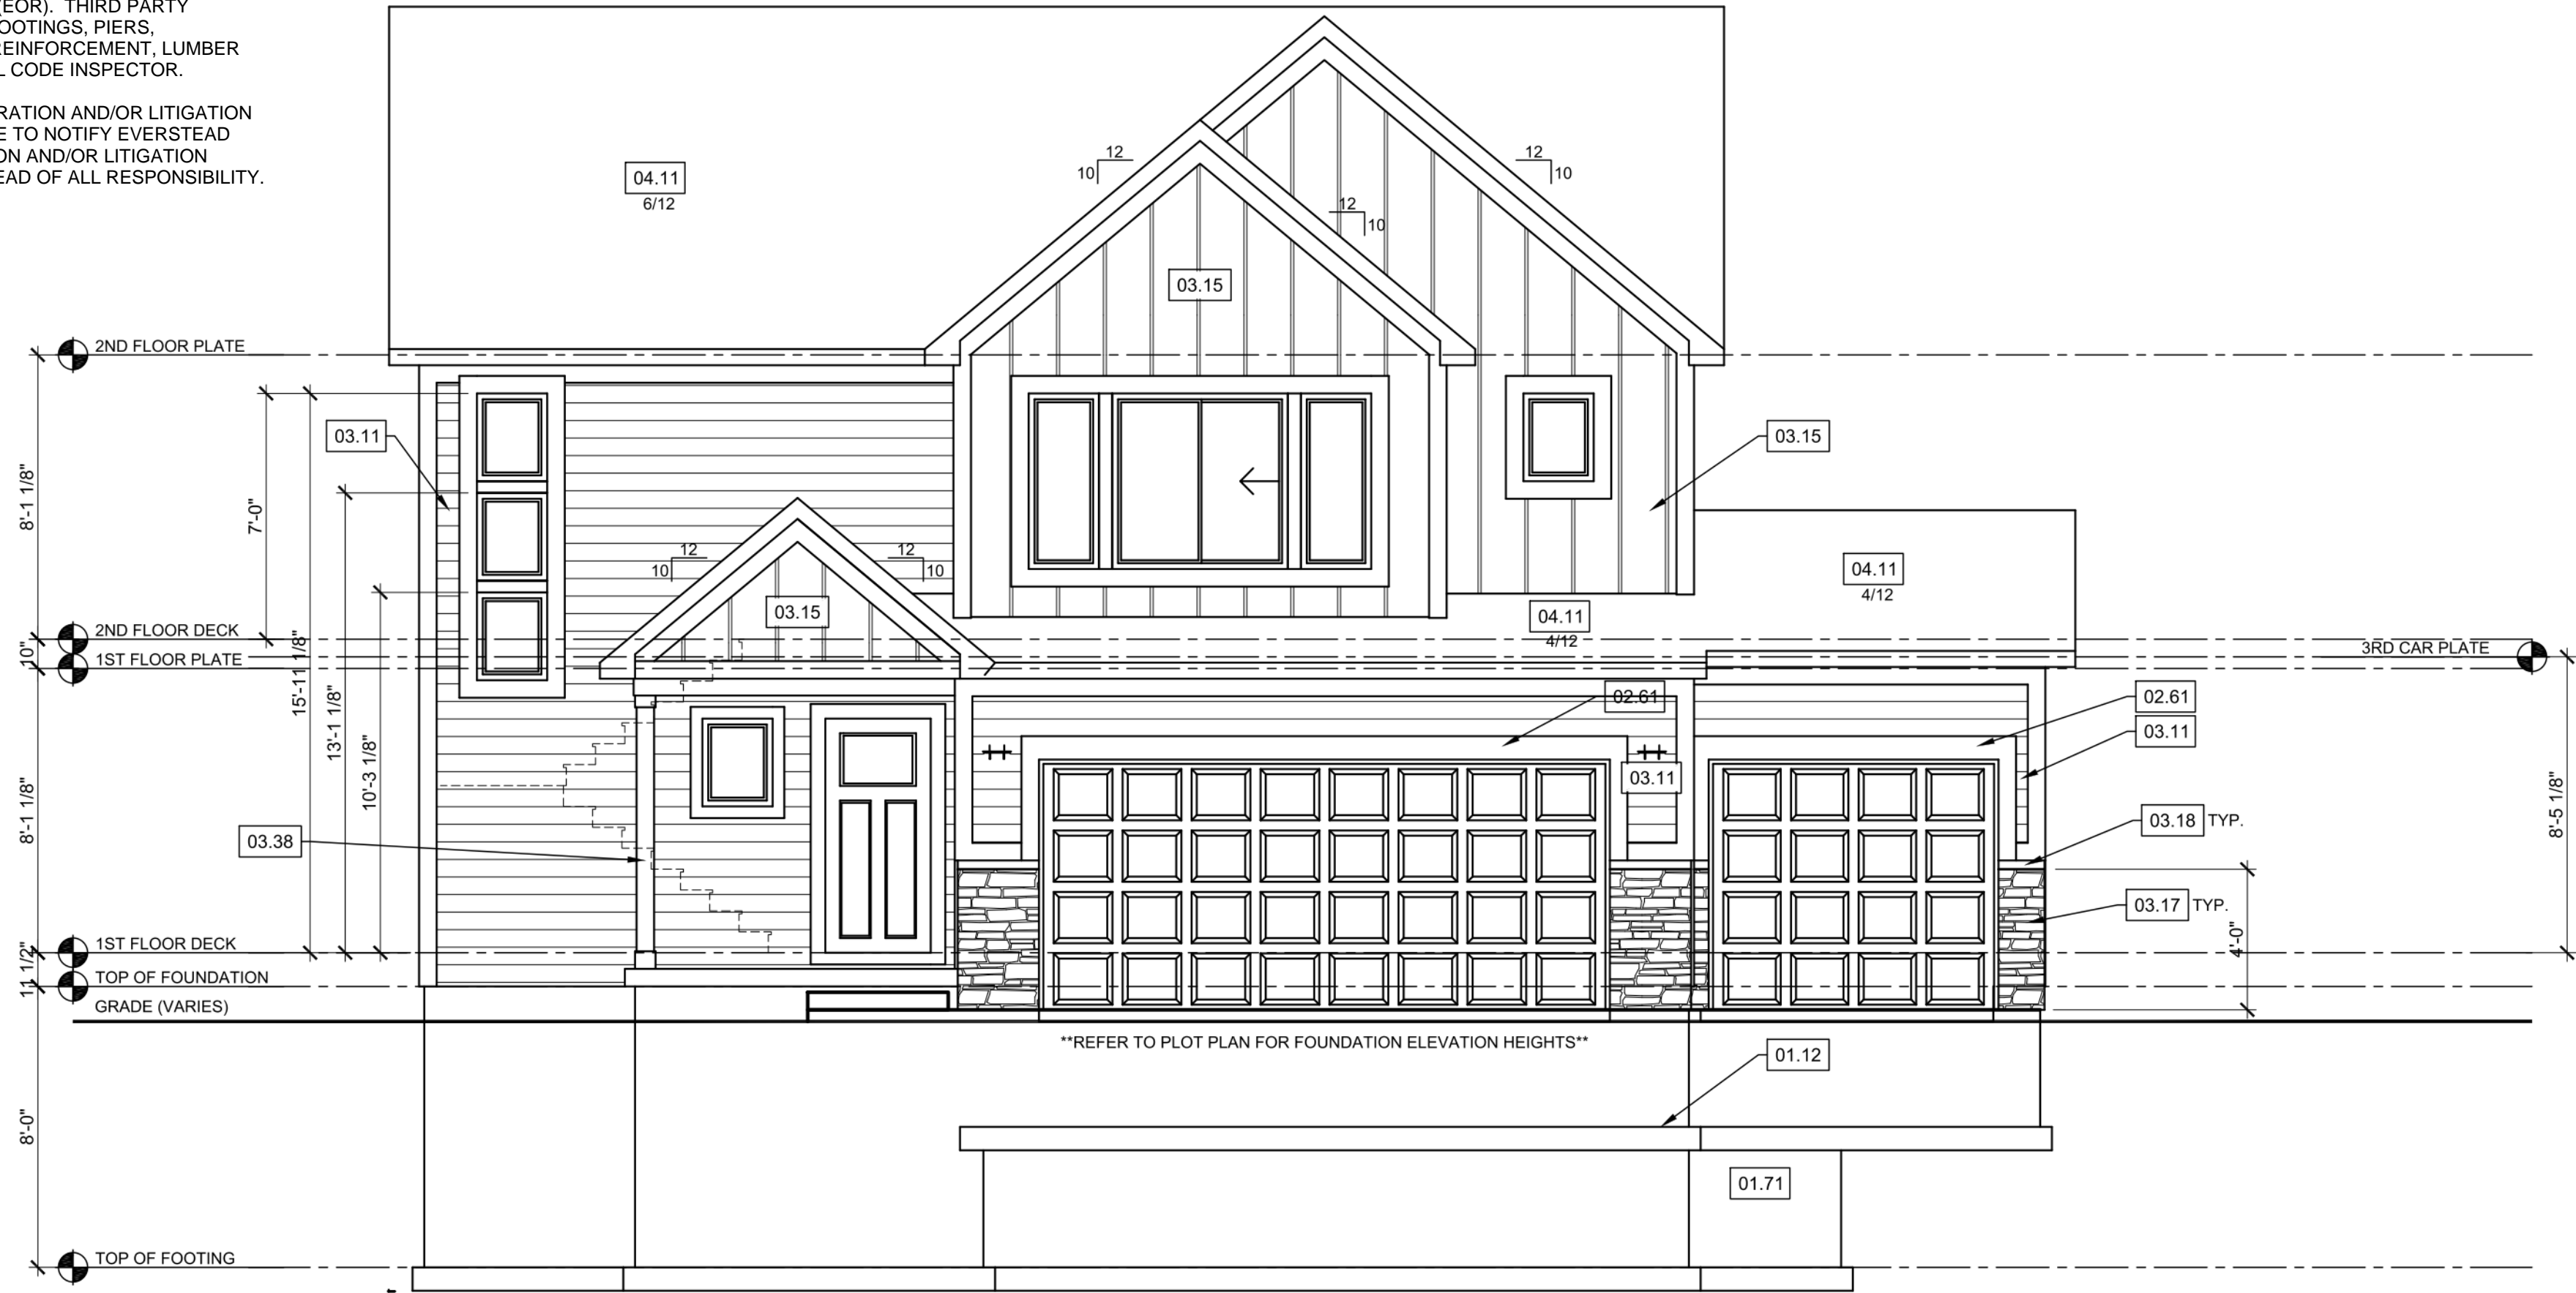 (EOR). THIRD PARTY
OOTINGS, PIERS,
REINFORCEMENT, LUMBER
L CODE INSPECTOR.
RATION AND/OR LITIGATION
E TO NOTIFY EVERSTEAD
ON AND/OR LITIGATION
EAD OF ALL RESPONSIBILITY.
04.11
6/12
12
10
12
10
12
10
03.15
2ND FLOOR PLATE
03.11
03.15
8'-1 1/8"
7'-0"
12
10
12
10
03.15
04.11
4/12
04.11
4/12
2ND FLOOR DECK
10"
1ST FLOOR PLATE
3RD CAR PLATE
15'-11 1/8"
13'-1 1/8"
10'-3 1/8"
02.61
02.61
03.11
03.11
8'-1 1/8"
03.38
03.18 TYP.
8'-5 1/8"
03.17 TYP.
4'-0"
1ST FLOOR DECK
11 1/2"
TOP OF FOUNDATION
GRADE (VARIES)
**REFER TO PLOT PLAN FOR FOUNDATION ELEVATION HEIGHTS**
01.12
8'-0"
01.71
TOP OF FOOTING